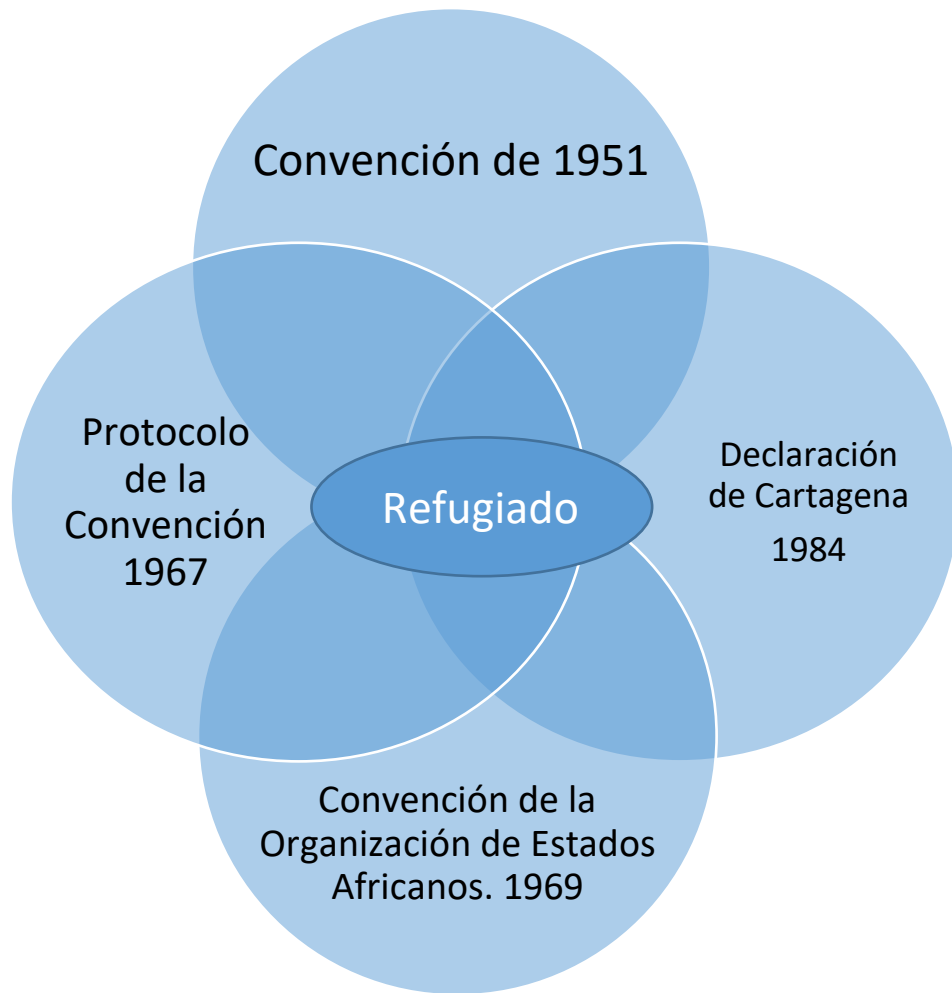 Convención de 1951
Protocolo
de la
Convención
1967
Refugiado
Declaración
de Cartagena
1984
Convención de la
Organización de Estados
Africanos. 1969